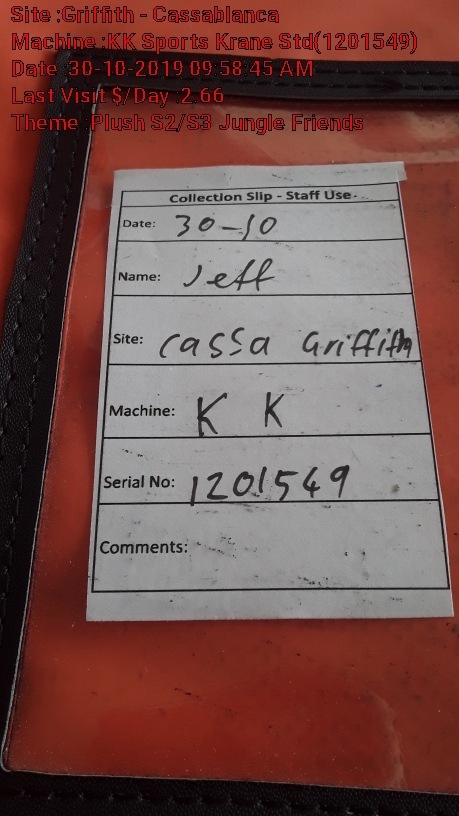 Site :Griffith - Cassablanca
Machine :KK Sports Krane Std(1201549)
Date :30-10-2019 09:58:45 AM
Last Visit $/Day :2.66
Theme :Plush S2/S3 Jungle Friends
Collection Slip - Staff Use
Date: 30-10
Name: Jeff
Site: Cassa Griffith
Machine: K K
Serial No: 1201549
Comments: